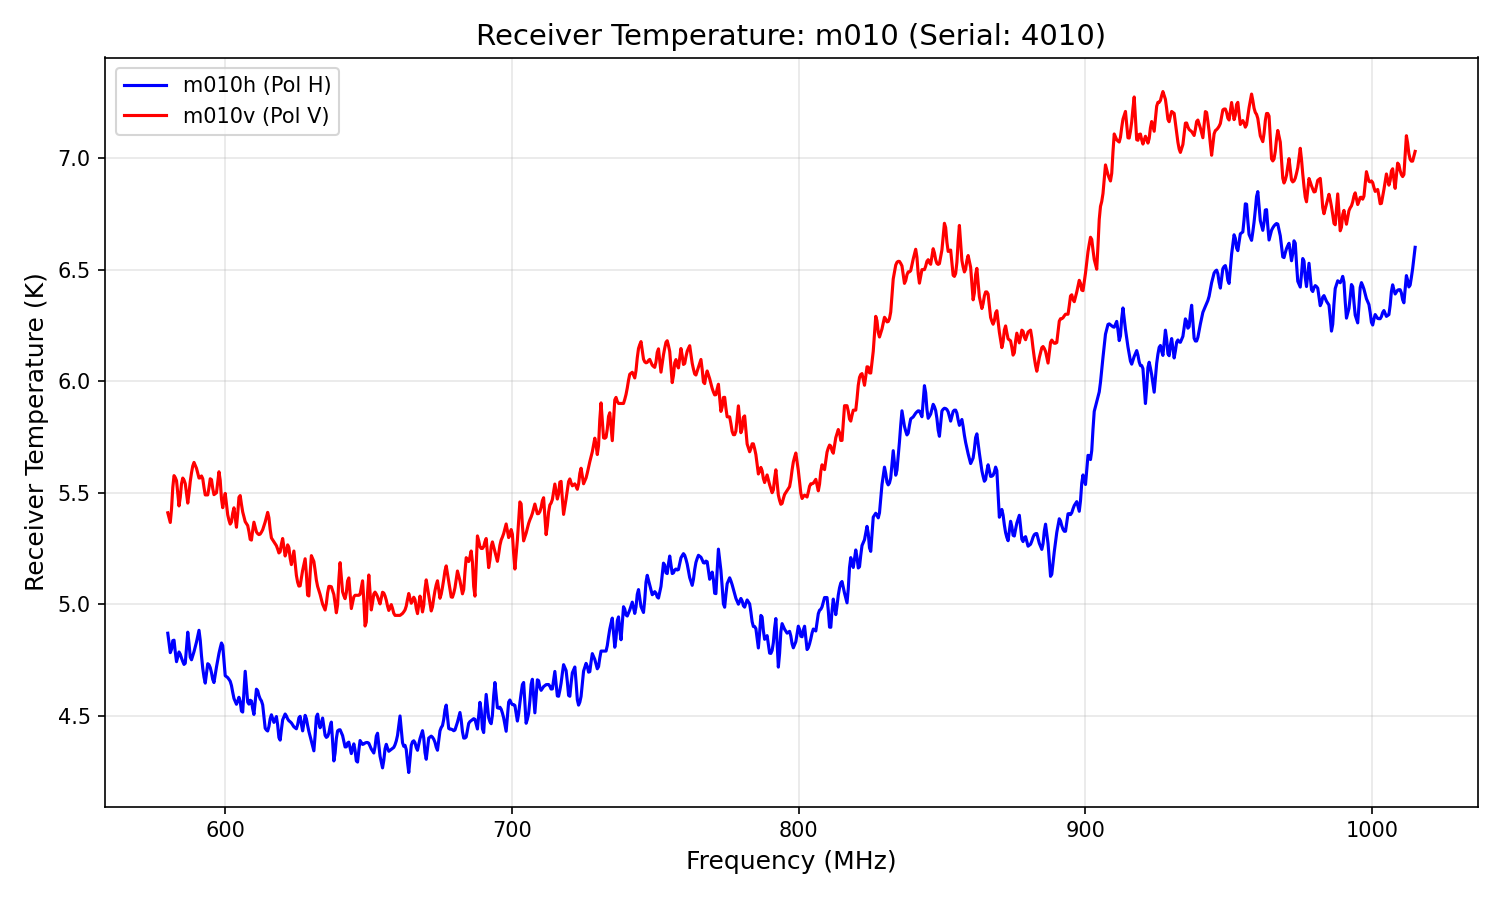 Receiver Temperature: m010 (Serial: 4010)
m010h (Pol H)
m010v (Pol V)
Receiver Temperature (K)
7.0
6.5
6.0
5.5
5.0
4.5
600 700 800 900 1000
Frequency (MHz)